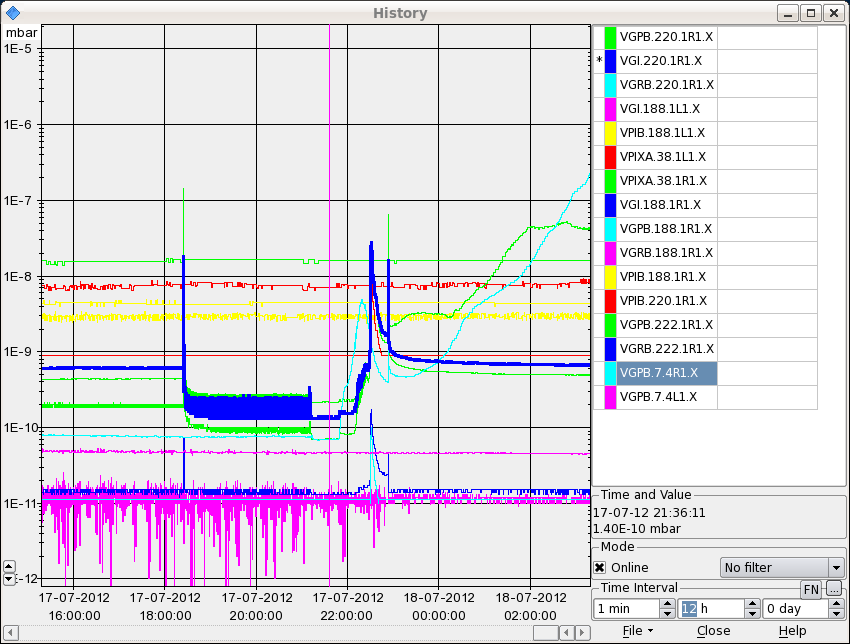 History
mbar
1E-5
1E-6
1E-7
1E-8
1E-9
1E-10
1E-11
E-12
17-07-2012 17-07-2012 17-07-2012 17-07-2012 18-07-2012 18-07-2012
16:00:00 18:00:00 20:00:00 22:00:00 00:00:00 02:00:00
VGPB.220.1R1.X
* VGI.220.1R1.X
VGRB.220.1R1.X
VGI.188.1L1.X
VPIB.188.1L1.X
VPIXA.38.1L1.X
VPIXA.38.1R1.X
VGI.188.1R1.X
VGPB.188.1R1.X
VGRB.188.1R1.X
VPIB.188.1R1.X
VPIB.220.1R1.X
VGPB.222.1R1.X
VGRB.222.1R1.X
VGPB.7.4R1.X
VGPB.7.4L1.X
Time and Value
17-07-12 21:36:11
1.40E-10 mbar
Mode
Online No filter
Time Interval FN ...
1 min 12 h 0 day
File Close Help